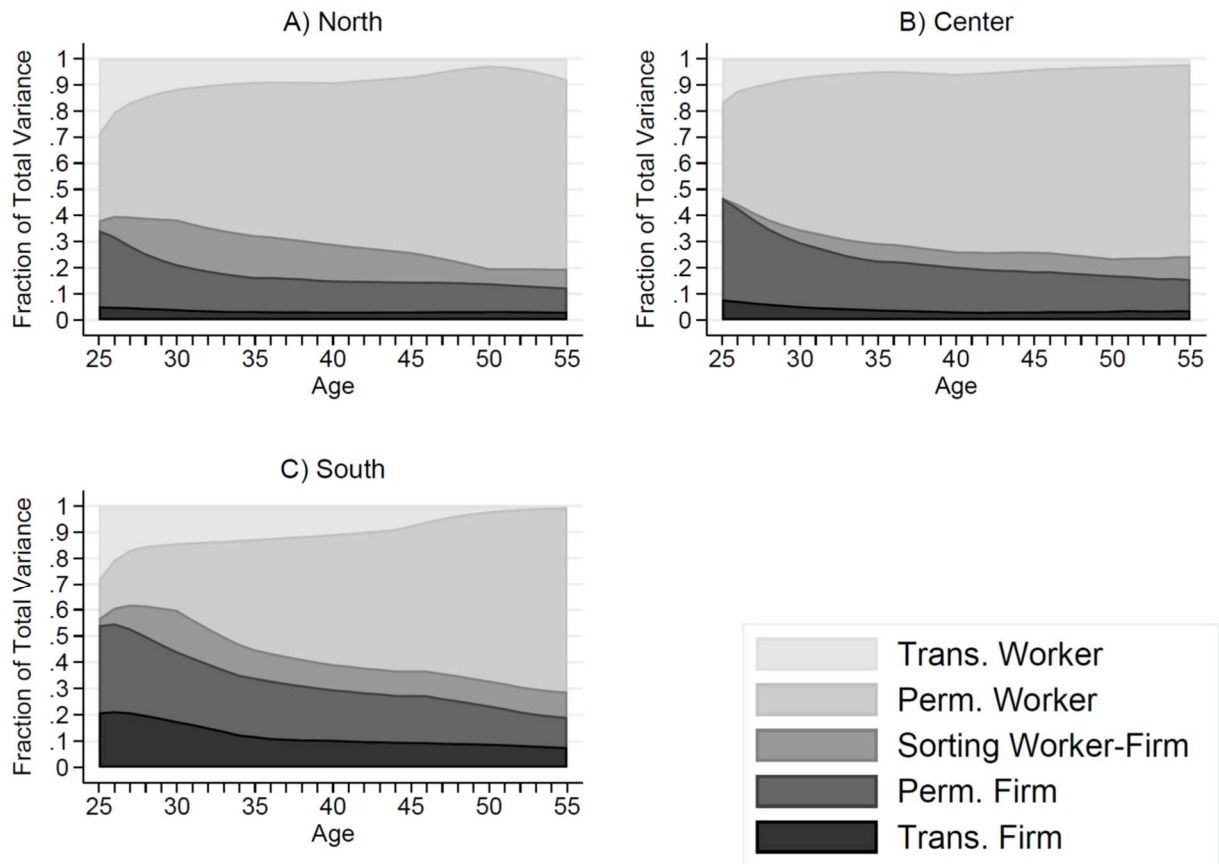 A) North
Fraction of Total Variance
1
.9
.8
.7
.6
.5
.4
.3
.2
.1
0
25 30 35 40 45 50 55
Age
B) Center
Fraction of Total Variance
1
.9
.8
.7
.6
.5
.4
.3
.2
.1
0
25 30 35 40 45 50 55
Age
C) South
Fraction of Total Variance
1
.9
.8
.7
.6
.5
.4
.3
.2
.1
0
25 30 35 40 45 50 55
Age
Trans. Worker
Perm. Worker
Sorting Worker-Firm
Perm. Firm
Trans. Firm